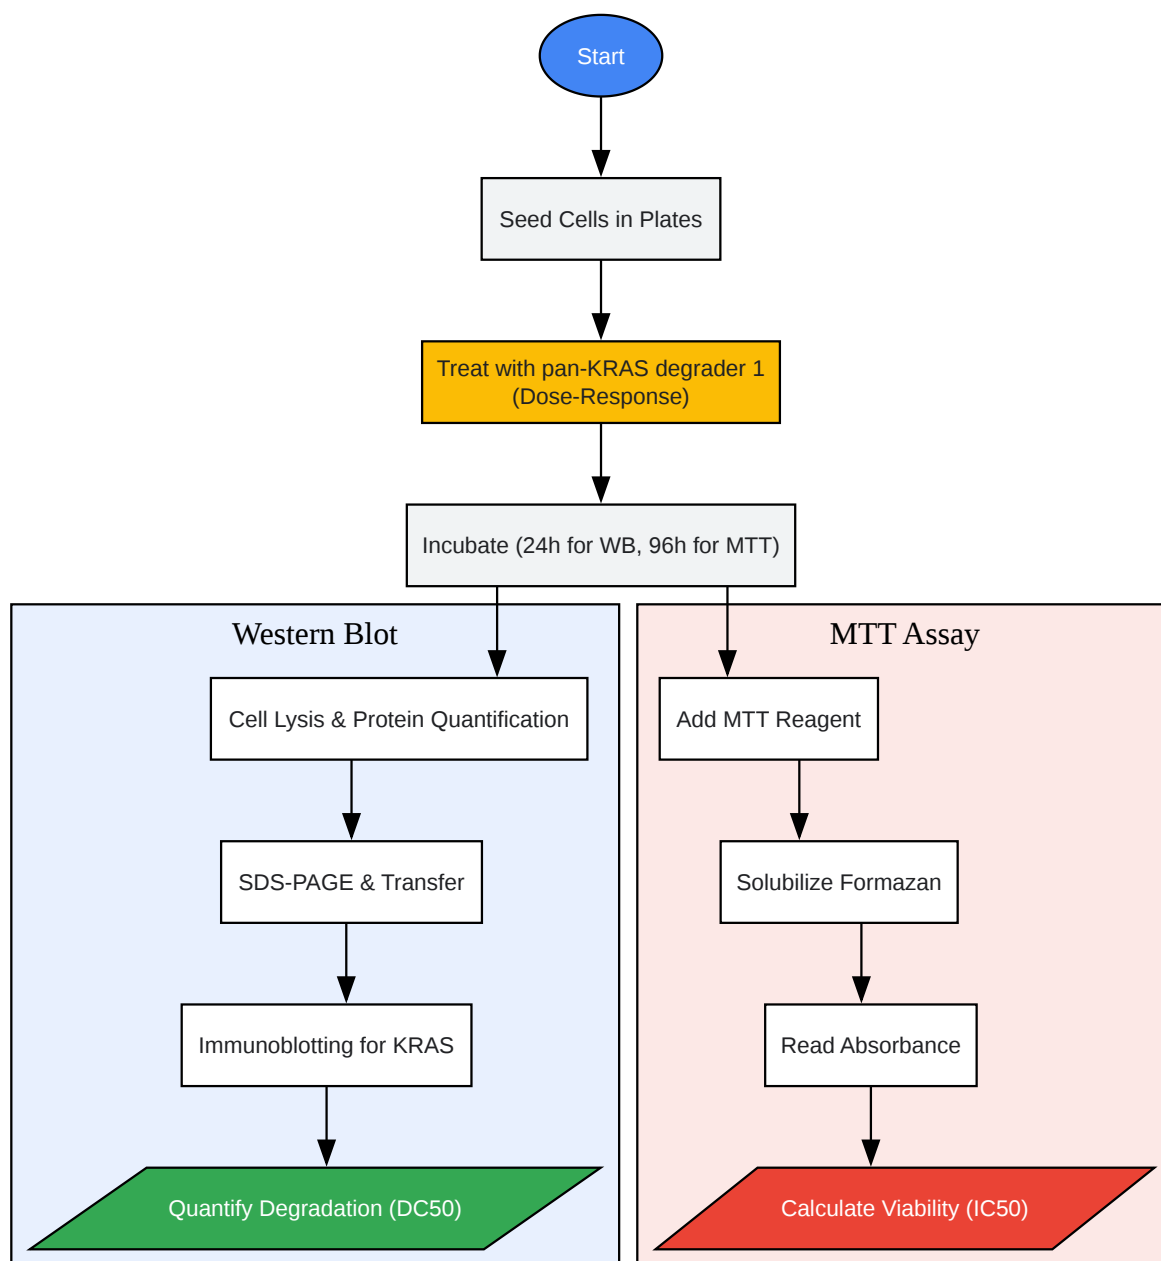 Start
Seed Cells in Plates
Treat with pan-KRAS degrader 1
(Dose-Response)
Incubate (24h for WB, 96h for MTT)
Western Blot
Cell Lysis & Protein Quantification
SDS-PAGE & Transfer
Immunoblotting for KRAS
Quantify Degradation (DC50)
MTT Assay
Add MTT Reagent
Solubilize Formazan
Read Absorbance
Calculate Viability (IC50)